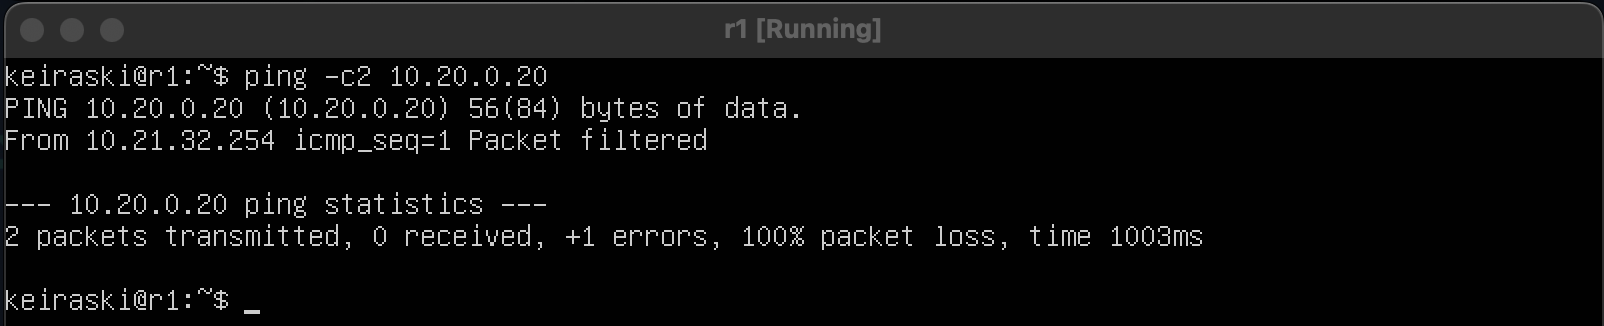 r1 [Running]
keiraski@r1:~$ ping -c2 10.20.0.20
PING 10.20.0.20 (10.20.0.20) 56(84) bytes of data.
From 10.21.32.254 icmp_seq=1 Packet filtered
--- 10.20.0.20 ping statistics ---
2 packets transmitted, 0 received, +1 errors, 100% packet loss, time 1003ms
keiraski@r1:~$ _